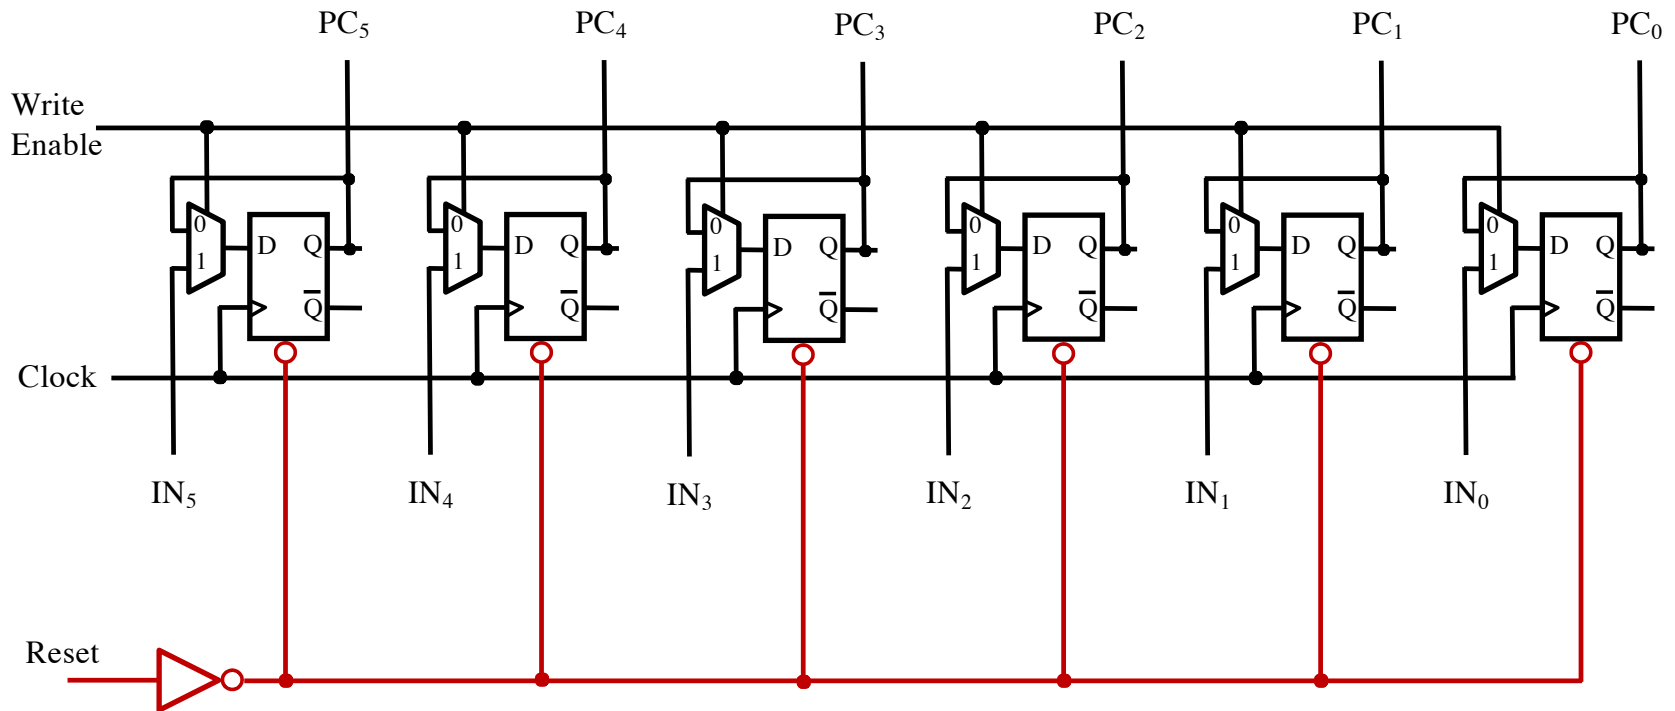 PC₅ PC₄ PC₃ PC₂ PC₁ PC₀
Write
Enable
0 0 0 0 0 0
D Q D Q D Q D Q D Q D Q
1 1 1 1 1 1
Q̅ Q̅ Q̅ Q̅ Q̅ Q̅
Clock
IN₅ IN₄ IN₃ IN₂ IN₁ IN₀
Reset